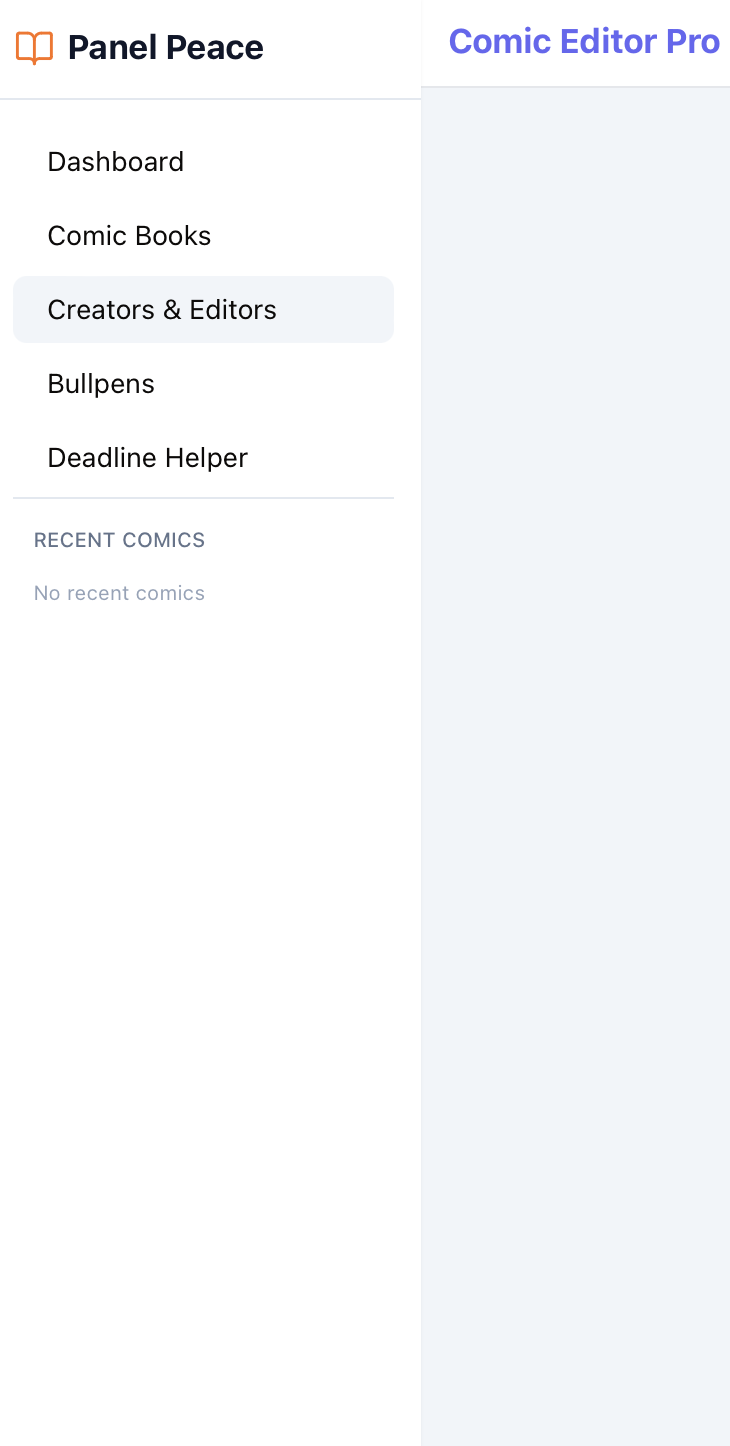 Panel Peace
Comic Editor Pro
Dashboard
Comic Books
Creators & Editors
Bullpens
Deadline Helper
RECENT COMICS
No recent comics